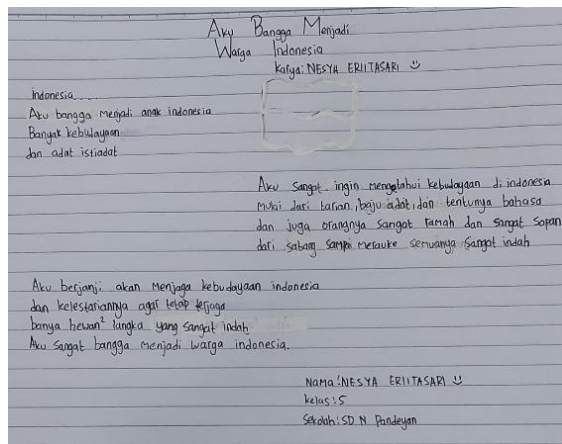 Aku Bangga Menjadi
Warga Indonesia
Karya: NESYA ERIITASARI
indonesia.....
Aku bangga menjadi anak indonesia
Banyak kebudayaan
dan adat istiadat
Aku sangat ingin mengetahui kebudayaan di indonesia
mulai dari tarian, baju adat, dan tentunya bahasa
dan juga orangnya sangat ramah dan sangat sopan
dari sabang sampai merauke semuanya sangat indah
Aku berjanji akan menjaga kebudayaan indonesia
dan kelestariannya agar tetap terjaga
banya hewan² langka yang sangat indah
Aku sangat bangga menjadi warga indonesia.
Nama: NESYA ERIITASARI
kelas: 5
Sekolah: SD N Pandeyan